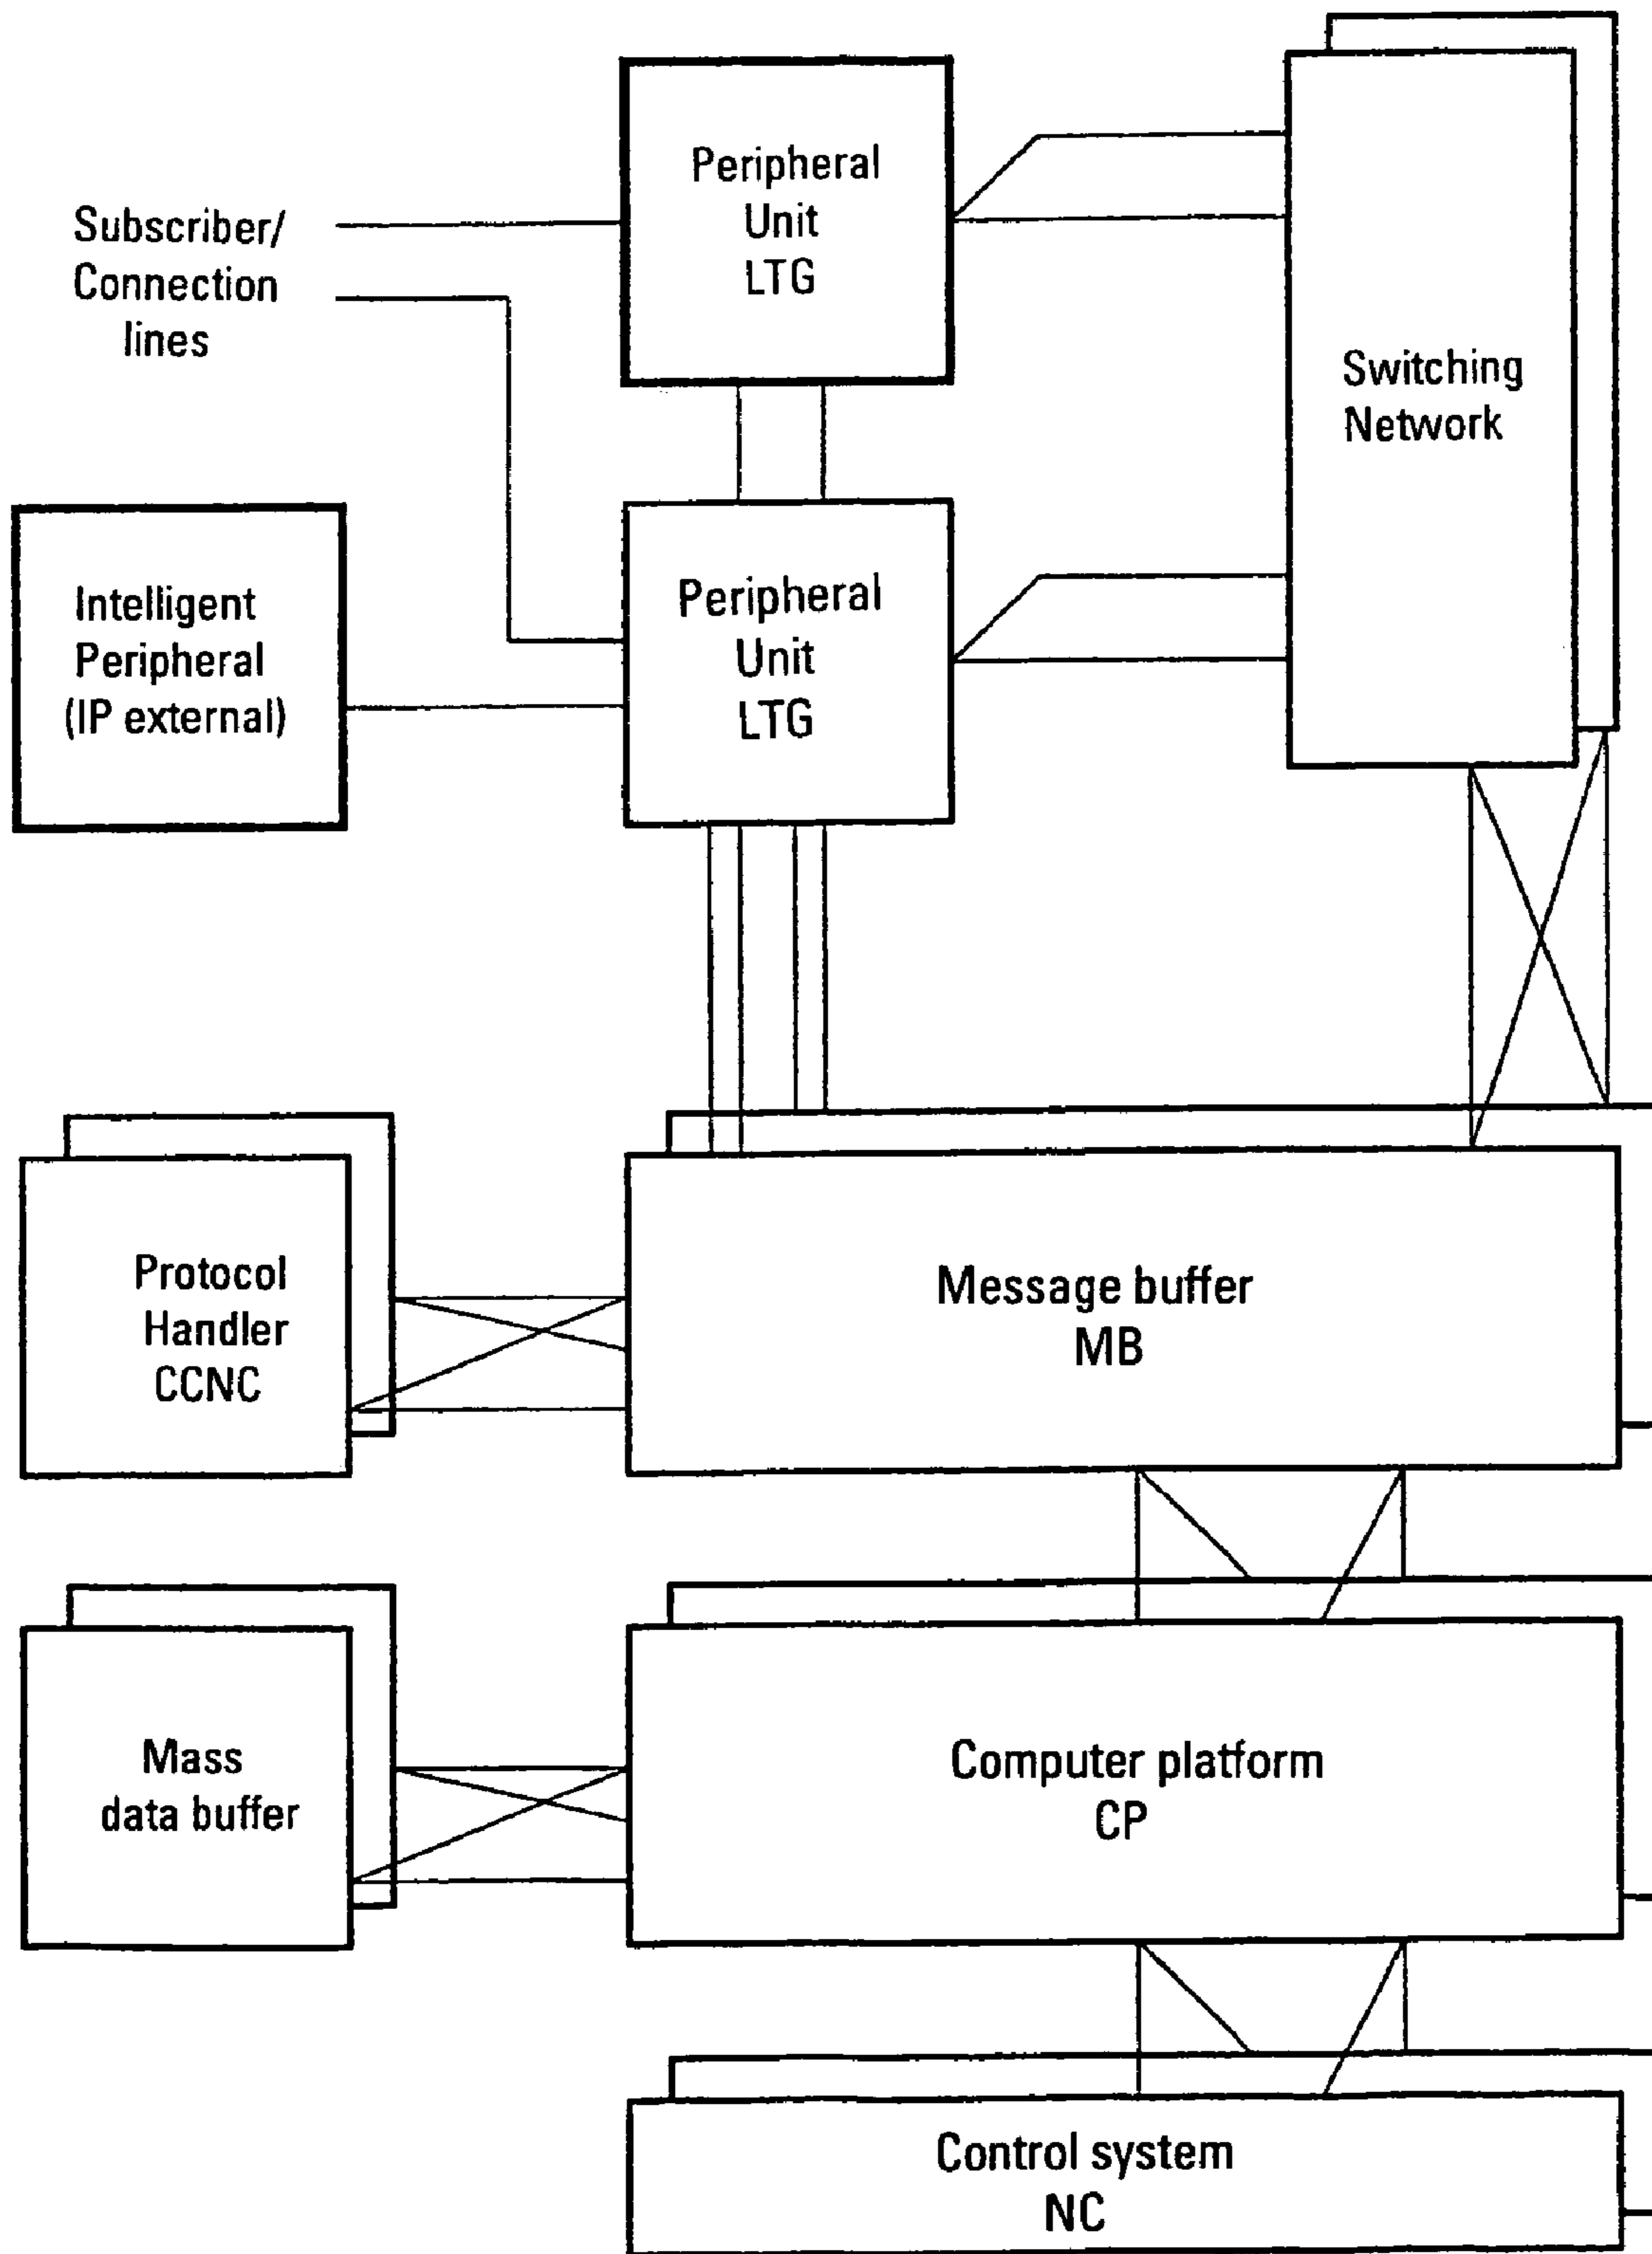 Peripheral
Unit
LTG
Subscriber/
Connection
lines
Switching
Network
Intelligent
Peripheral
(IP external)
Peripheral
Unit
LTG
Protocol
Handler
CCNC
Message buffer
MB
Mass
data buffer
Computer platform
CP
Control system
NC